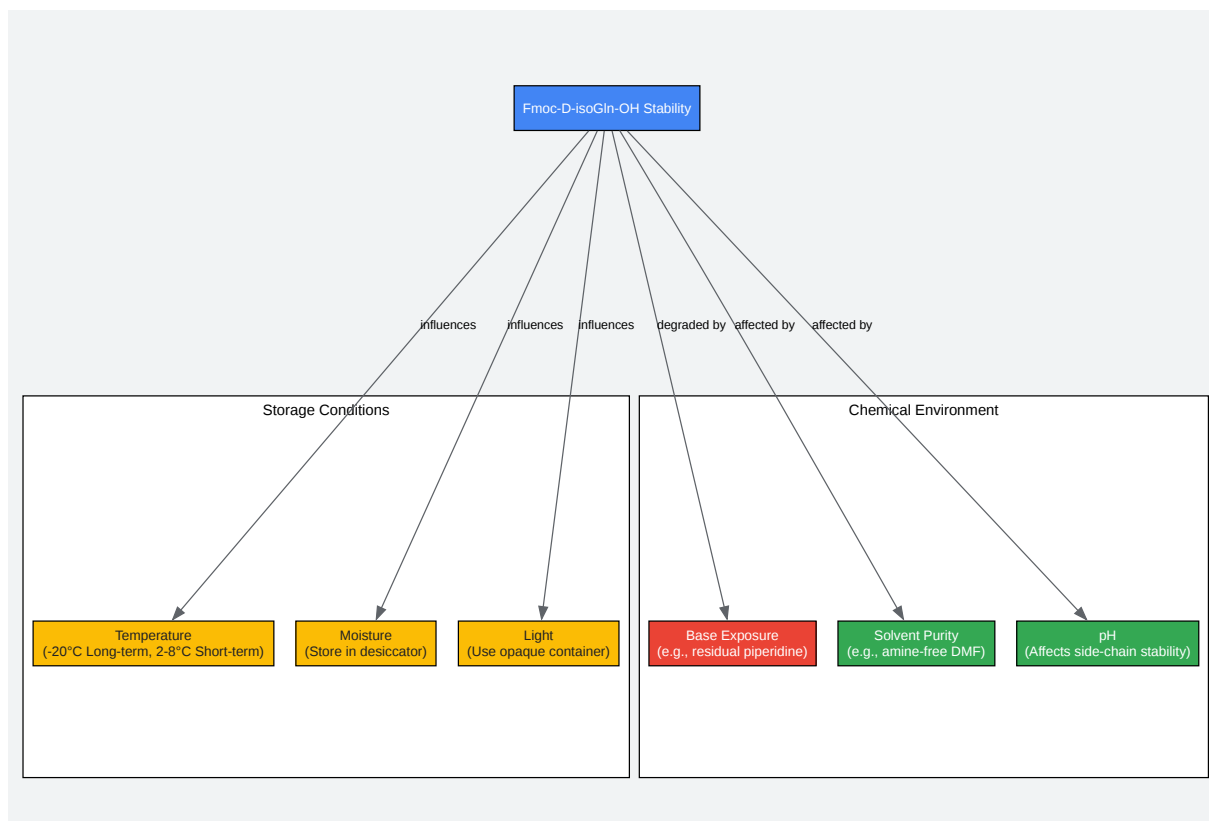 Fmoc-D-isoGln-OH Stability
influences
influences
influences
degraded by
affected by
affected by
Storage Conditions
Chemical Environment
Temperature
(-20°C Long-term, 2-8°C Short-term)
Moisture
(Store in desiccator)
Light
(Use opaque container)
Base Exposure
(e.g., residual piperidine)
Solvent Purity
(e.g., amine-free DMF)
pH
(Affects side-chain stability)